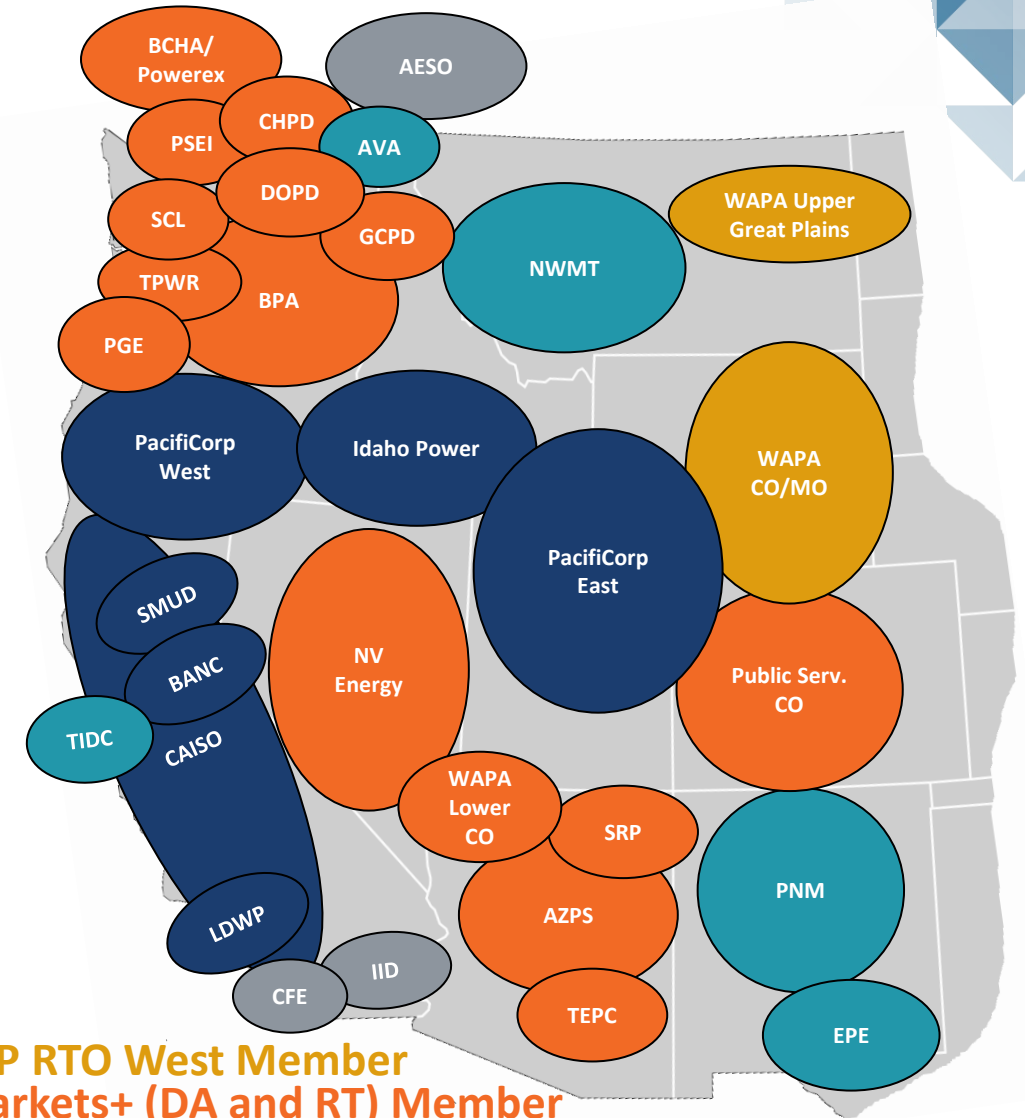 BCHA/
Powerex
AESO
CHPD
PSEI
AVA
DOPD
WAPA Upper
Great Plains
SCL
GCPD
NWMT
TPWR
BPA
PGE
PacifiCorp
West
Idaho Power
WAPA
CO/MO
PacifiCorp
East
SMUD
NV
Energy
BANC
Public Serv.
CO
TIDC
CAISO
WAPA
Lower
CO
SRP
PNM
AZPS
LDWP
IID
CFE
TEPC
EPE
P RTO West Member
arkets+ (DA and RT) Member